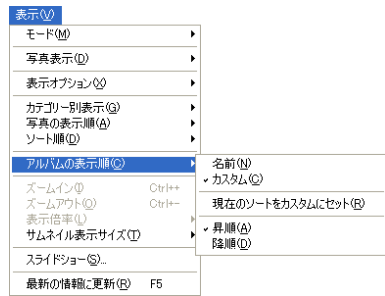 表示(V)
モード(M)
写真表示(D)
表示オプション(X)
カテゴリー別表示(G)
写真の表示順(A)
ソート順(D)
アルバムの表示順(C)
名前(N)
カスタム(C)
現在のソートをカスタムにセット(R)
昇順(A)
降順(D)
ズームイン(I) Ctrl++
ズームアウト(O) Ctrl+-
表示倍率(L)
サムネイル表示サイズ(T)
スライドショー(S)...
最新の情報に更新(R) F5